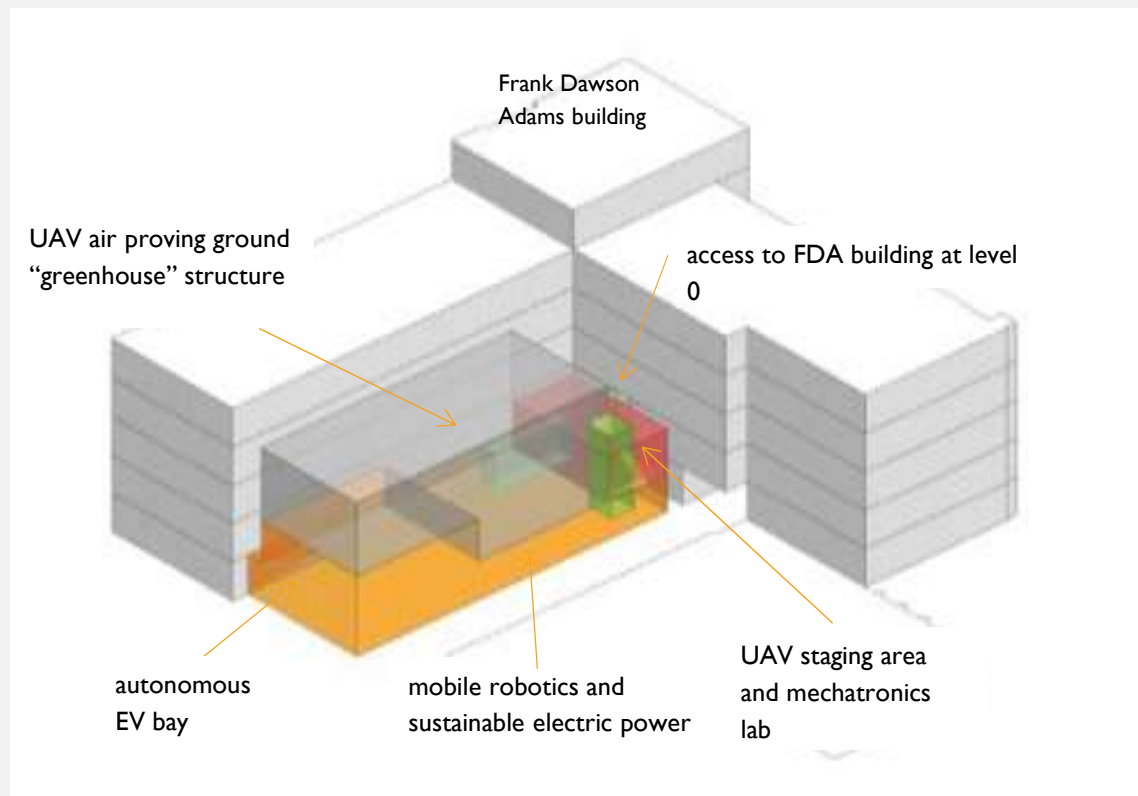 Frank Dawson
Adams building
UAV air proving ground
“greenhouse” structure
access to FDA building at level
0
autonomous
EV bay
mobile robotics and
sustainable electric power
UAV staging area
and mechatronics
lab